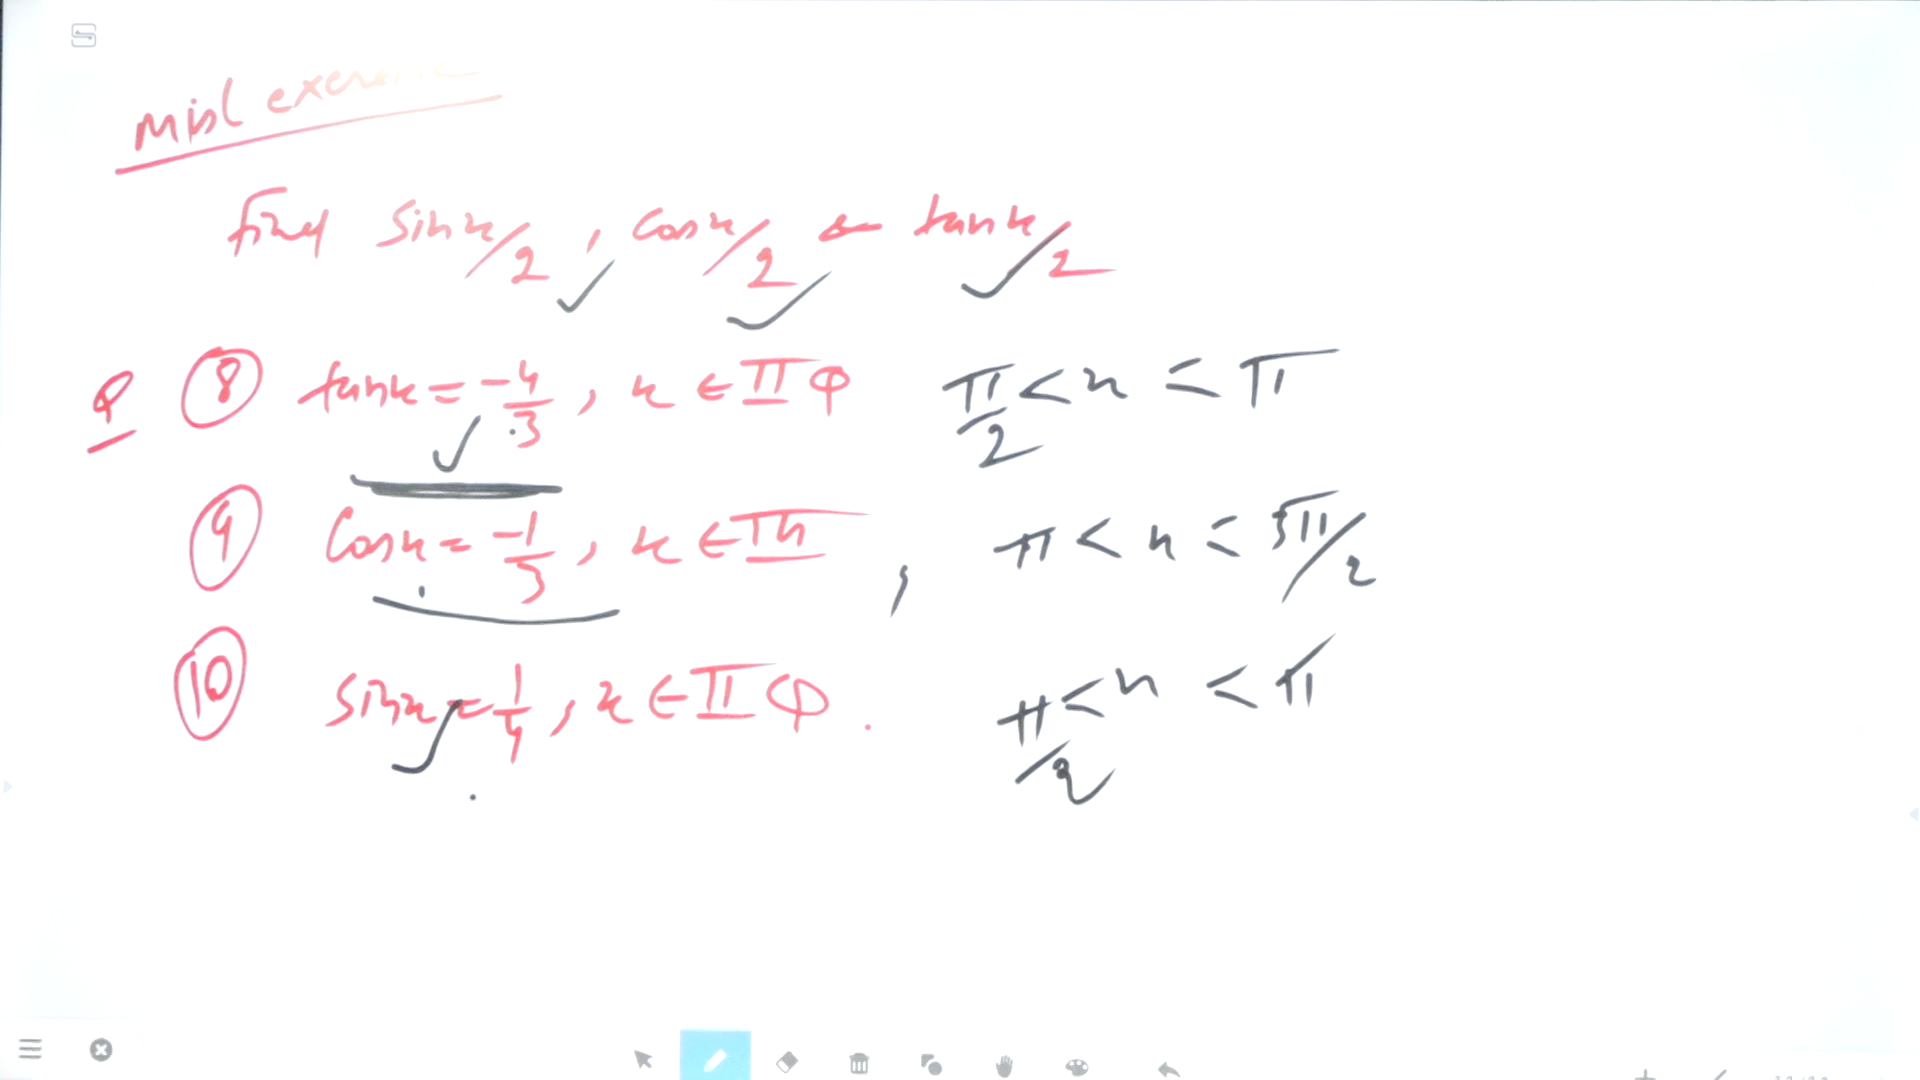 Misl exercise
find sin x/2 , cos x/2 & tan x/2
Q (8) tan x = -4/3 , x ∈ II Q π/2 < x ≤ π
(9) Cos x = -1/3 , x ∈ III , π < x ≤ 3π/2
(10) sin x = 1/4 , x ∈ II Q . π/2 < x < π